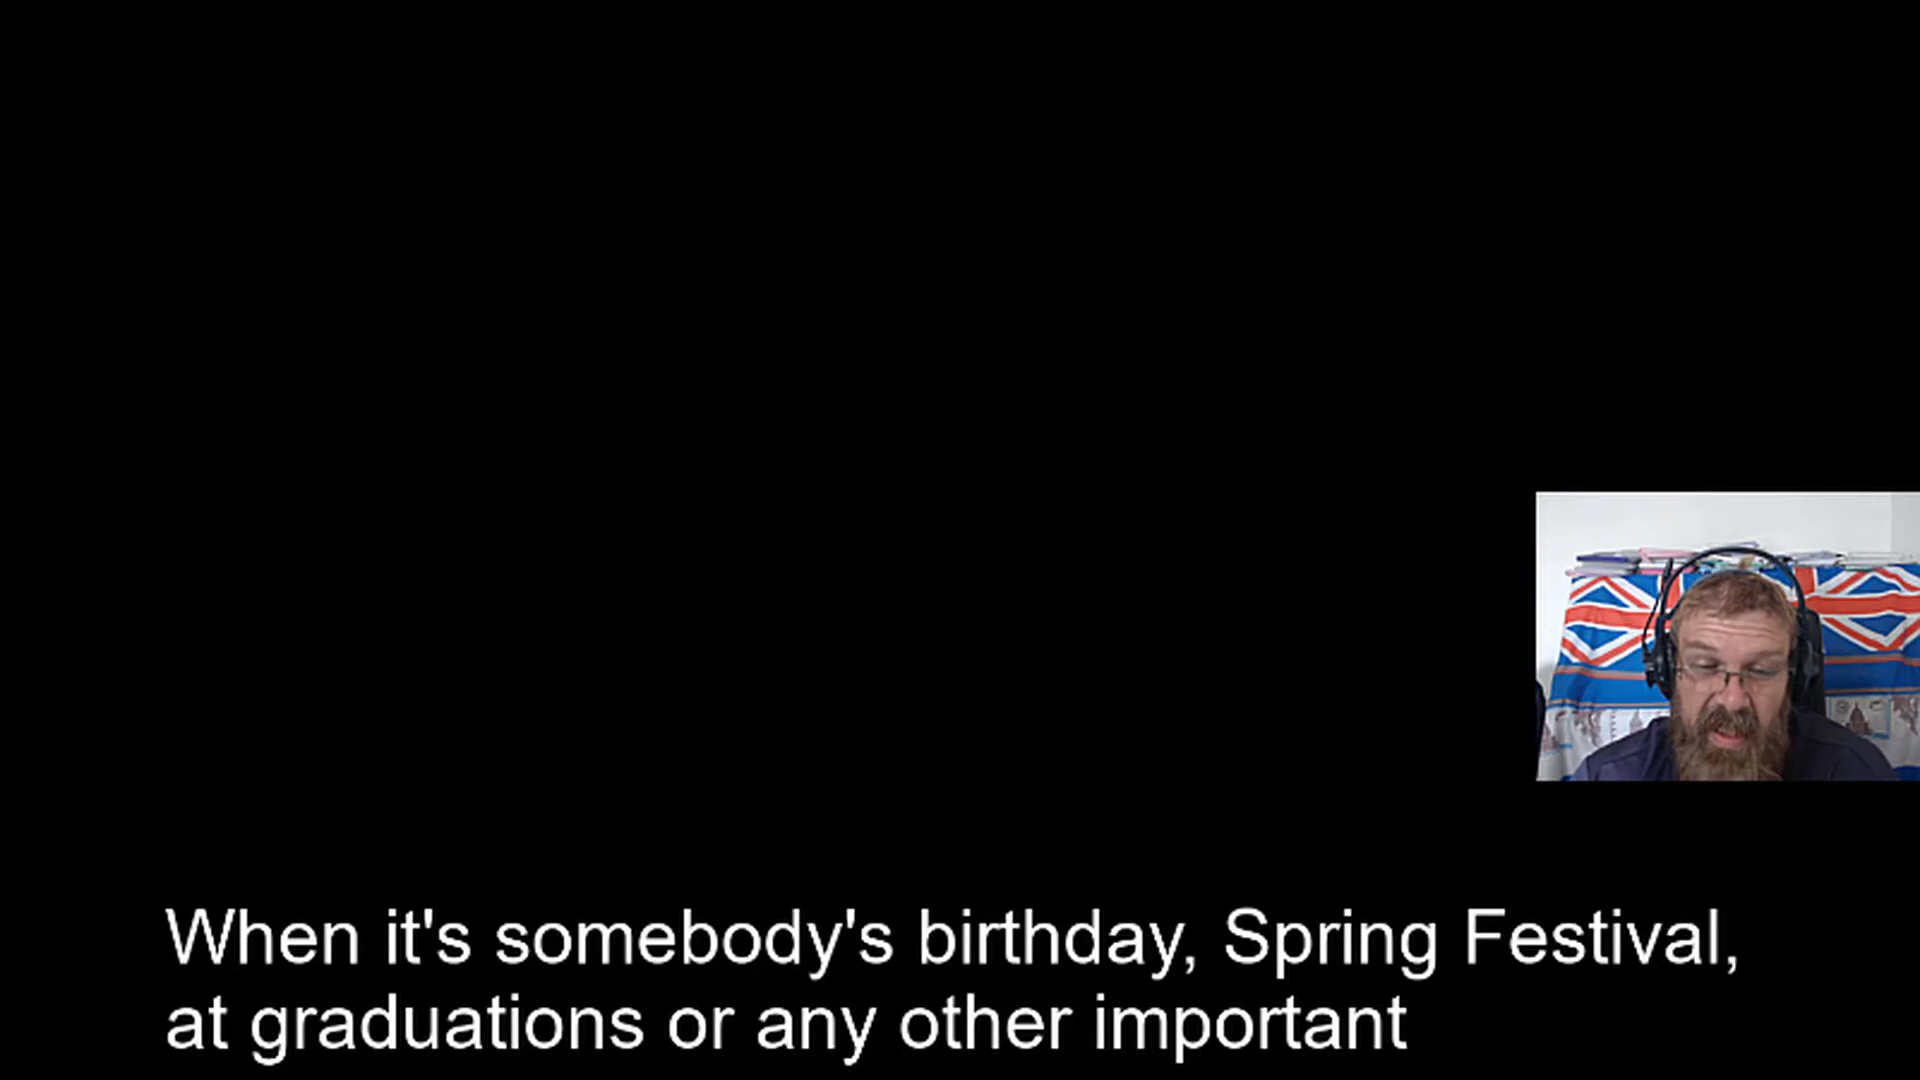 When it's somebody's birthday, Spring Festival,
at graduations or any other important